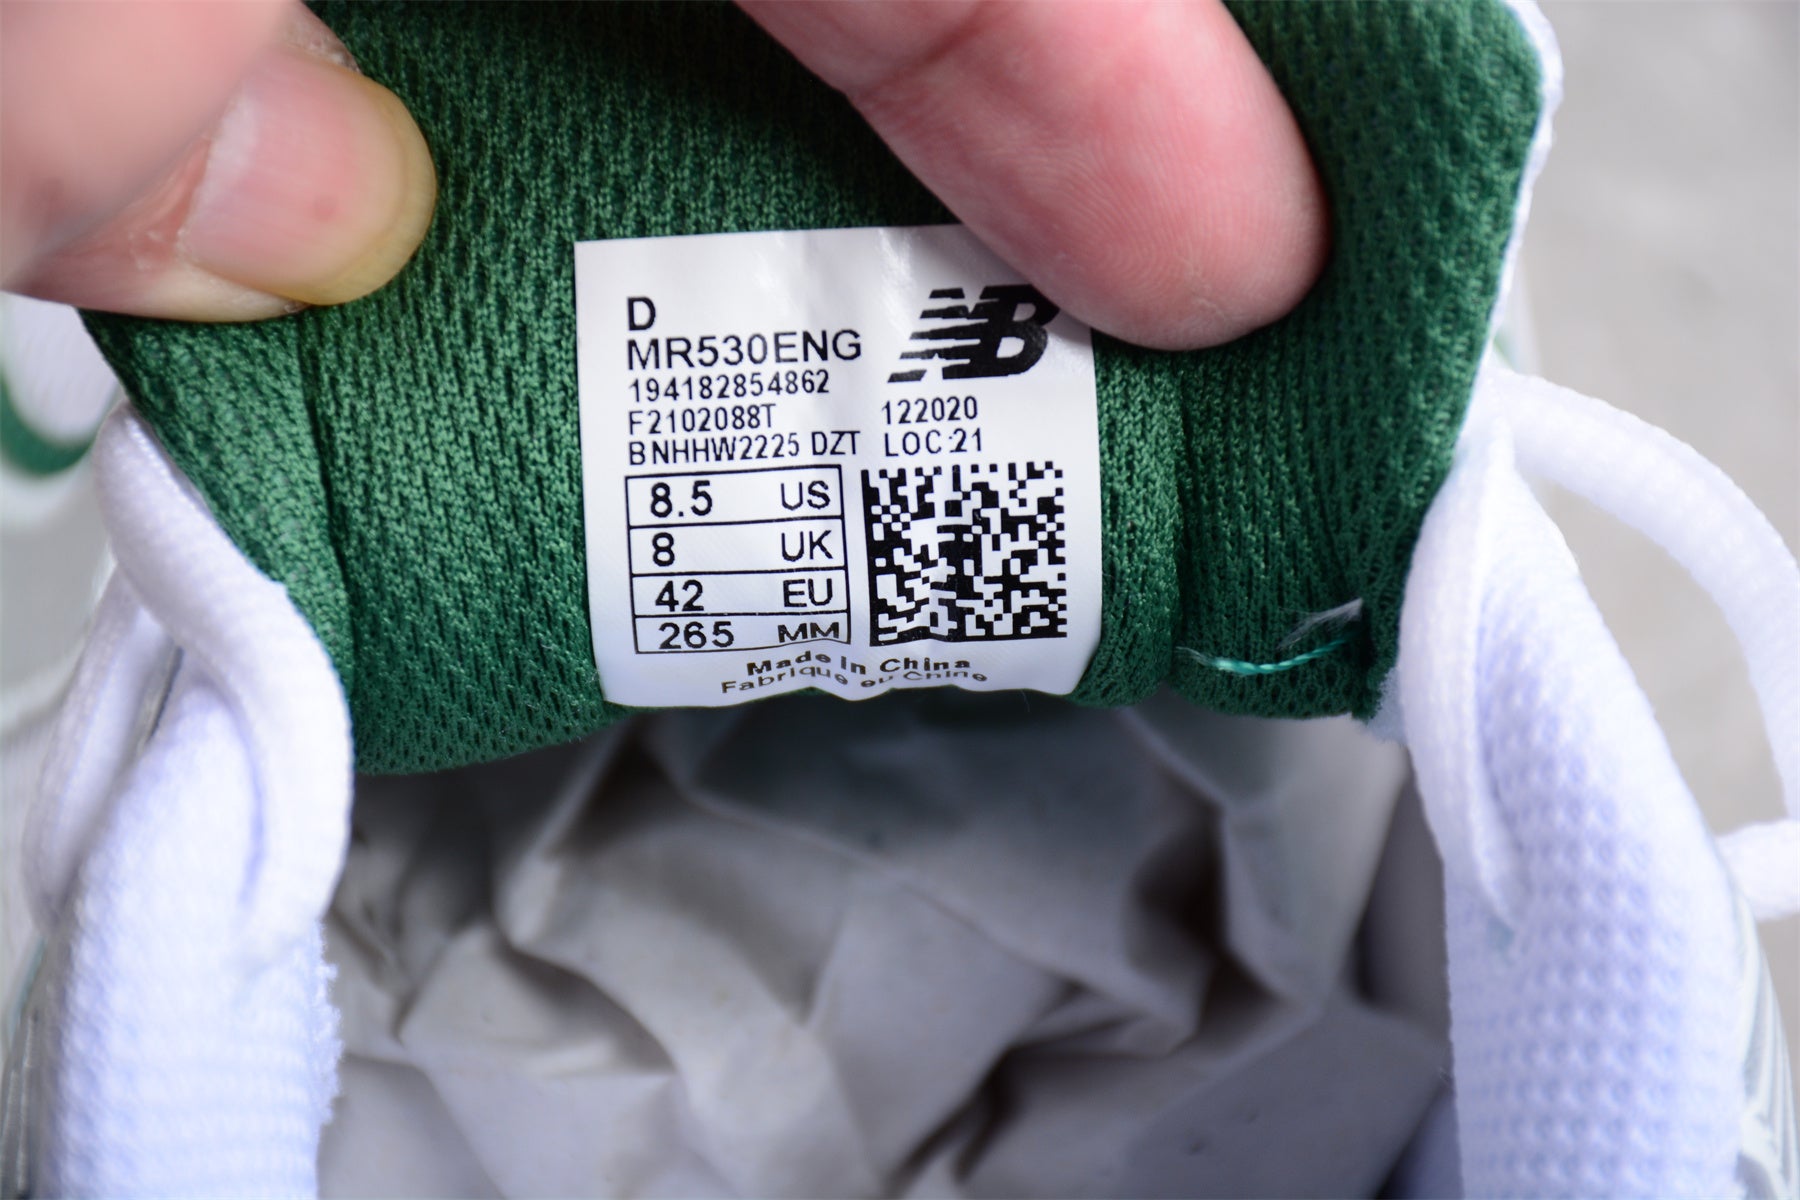 D
MR530ENG
NB
194182854862
F2102088T 122020
BNHHW2225 DZT LOC:21
8.5 US
8 UK
42 EU
265 MM
Made in China
Fabriqué en Chine